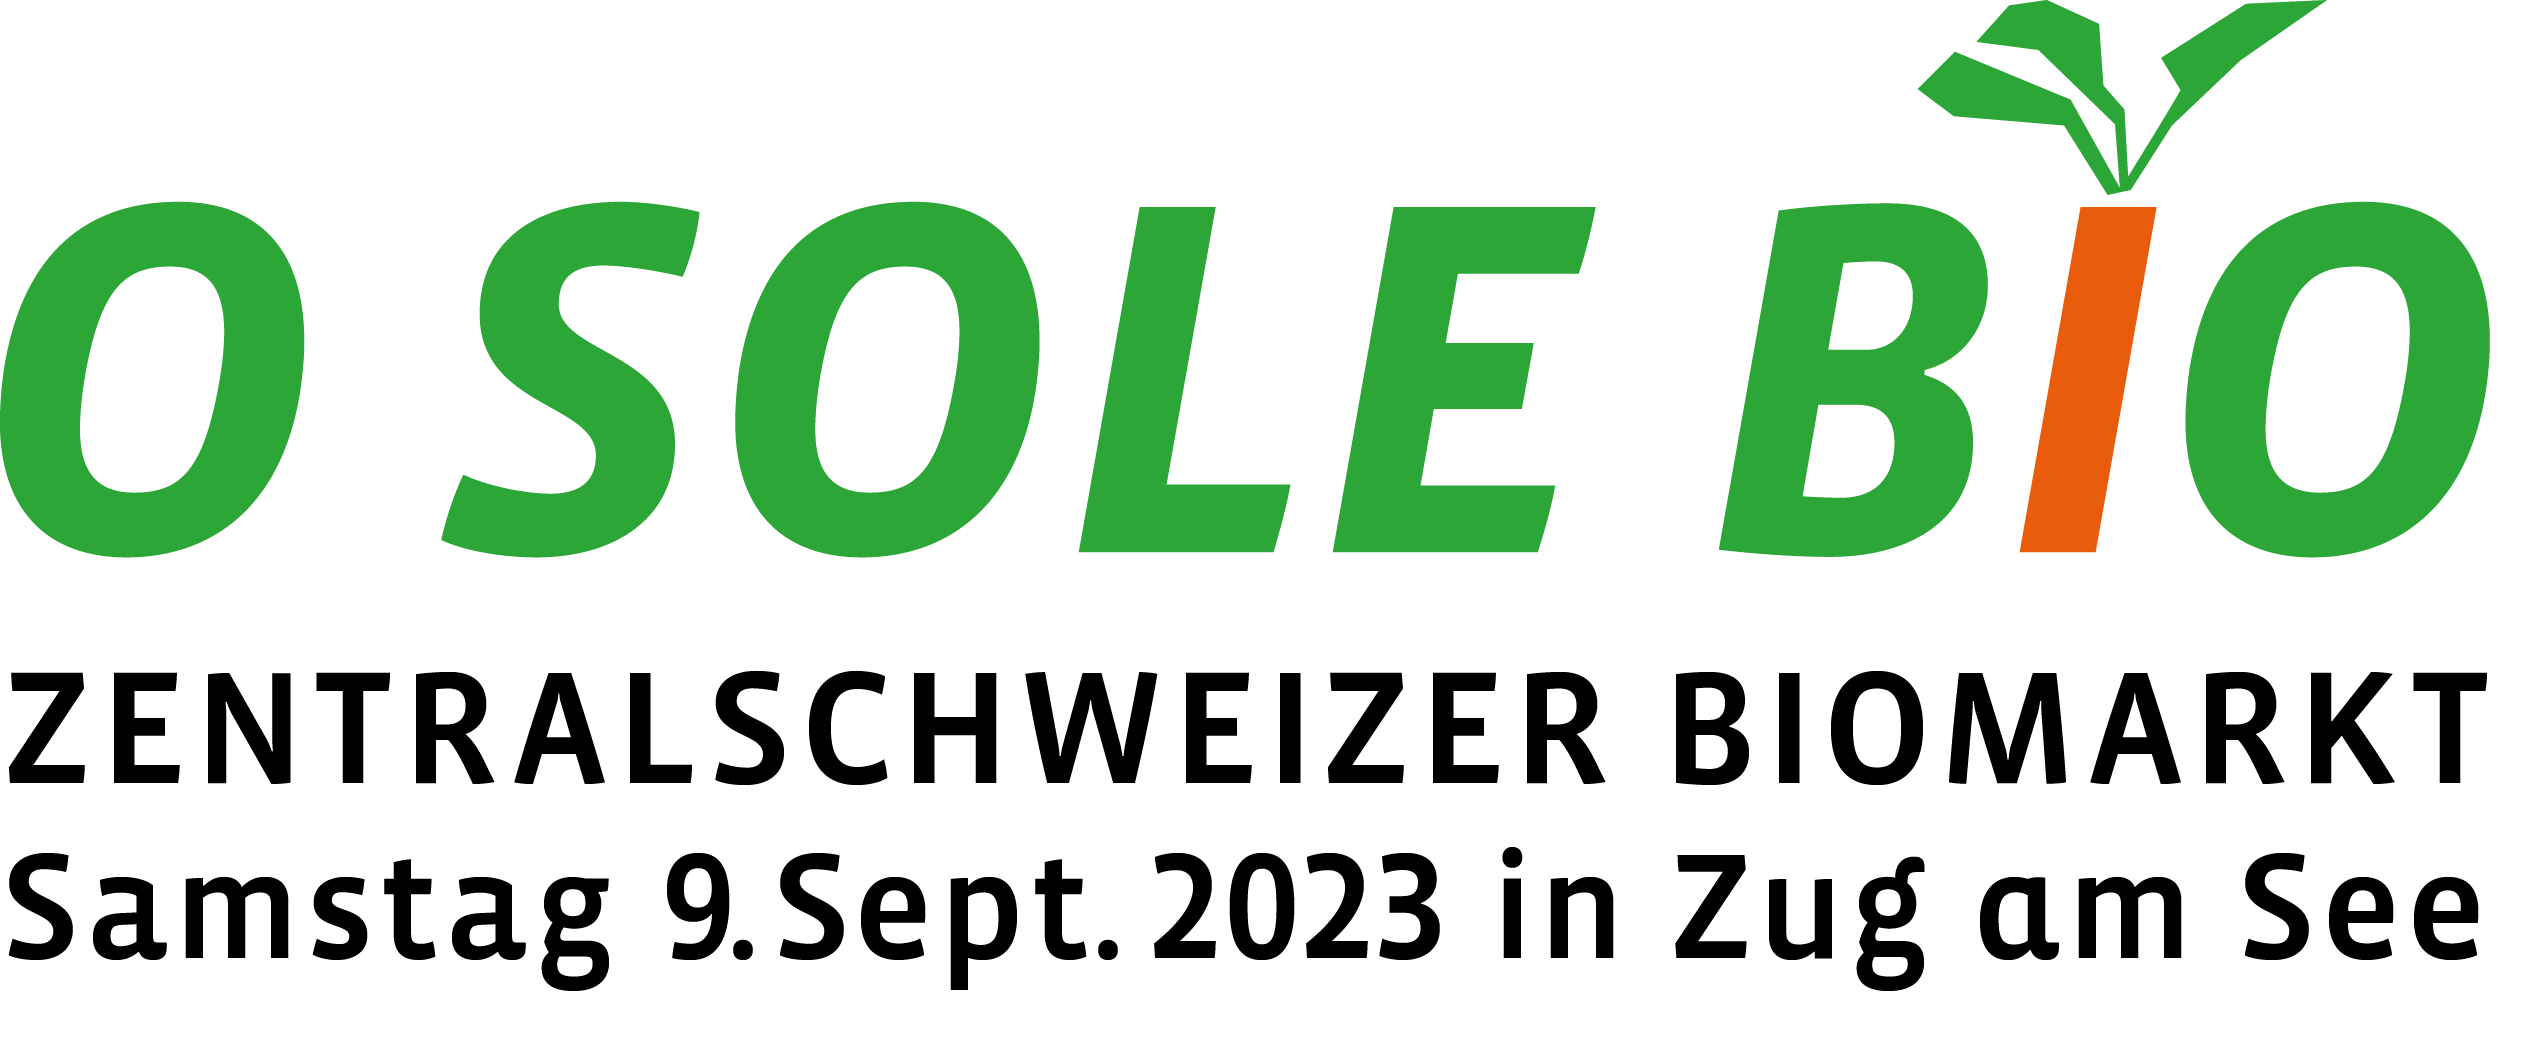 O SOLE BIO
ZENTRALSCHWEIZER BIOMARKT
Samstag 9. Sept. 2023 in Zug am See